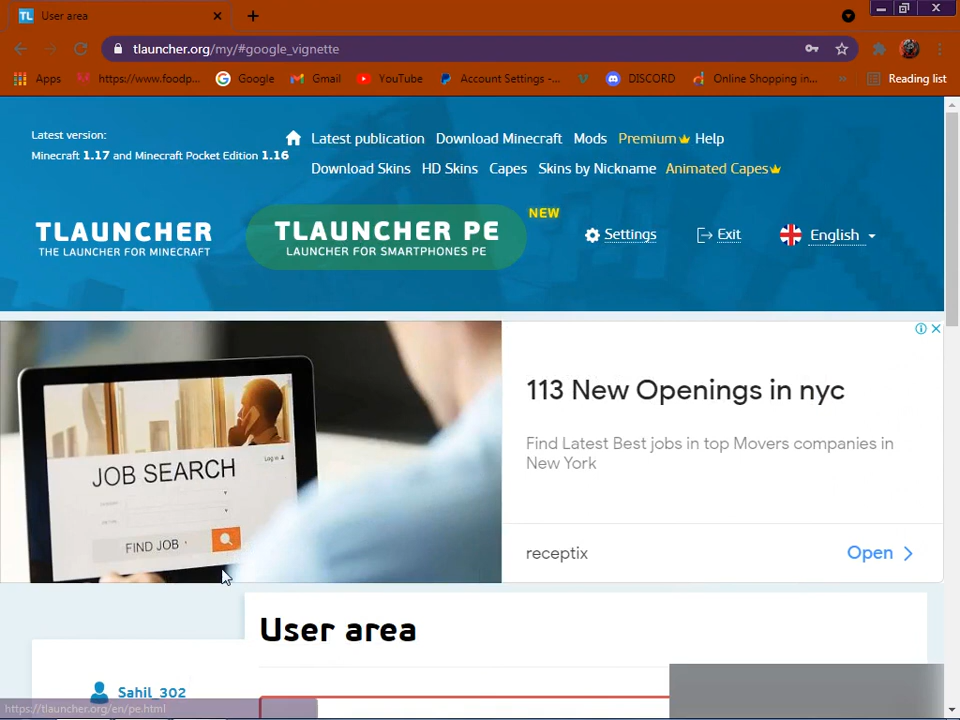 User area
tlauncher.org/my/#google_vignette
Apps
https://www.foodp...
Google
Gmail
YouTube
Account Settings -...
DISCORD
Online Shopping in...
»
Reading list
Latest version:
Minecraft 1.17 and Minecraft Pocket Edition 1.16
Latest publication
Download Minecraft
Mods
Premium
Help
Download Skins
HD Skins
Capes
Skins by Nickname
Animated Capes
TLAUNCHER
THE LAUNCHER FOR MINECRAFT
TLAUNCHER PE
LAUNCHER FOR SMARTPHONES PE
NEW
Settings
Exit
English
JOB SEARCH
Log in
FIND JOB
113 New Openings in nyc
Find Latest Best jobs in top Movers companies in
New York
receptix
Open
User area
Sahil_302
https://tlauncher.org/en/pe.html